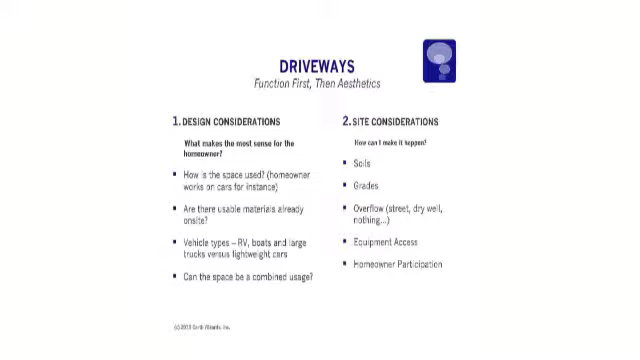 DRIVEWAYS
Function First, Then Aesthetics
1. DESIGN CONSIDERATIONS
What makes the most sense for the
homeowner?
▪ How is the space used? (homeowner
works on cars for instance)
▪ Are there usable materials already
onsite?
▪ Vehicle types – RV, boats and large
trucks versus lightweight cars
▪ Can the space be a combined usage?
2. SITE CONSIDERATIONS
How can I make it happen?
▪ Soils
▪ Grades
▪ Overflow (street, dry well,
nothing...)
▪ Equipment Access
▪ Homeowner Participation
(c) Inc.